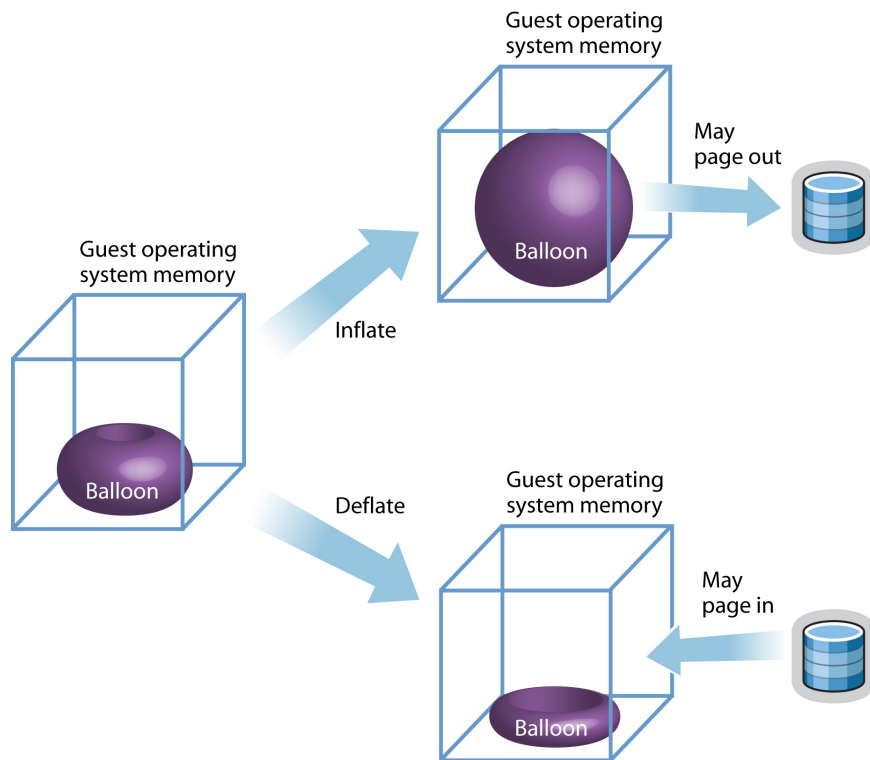 Guest operating
system memory
May
page out
Balloon
Guest operating
system memory
Inflate
Balloon
Deflate
Guest operating
system memory
May
page in
Balloon